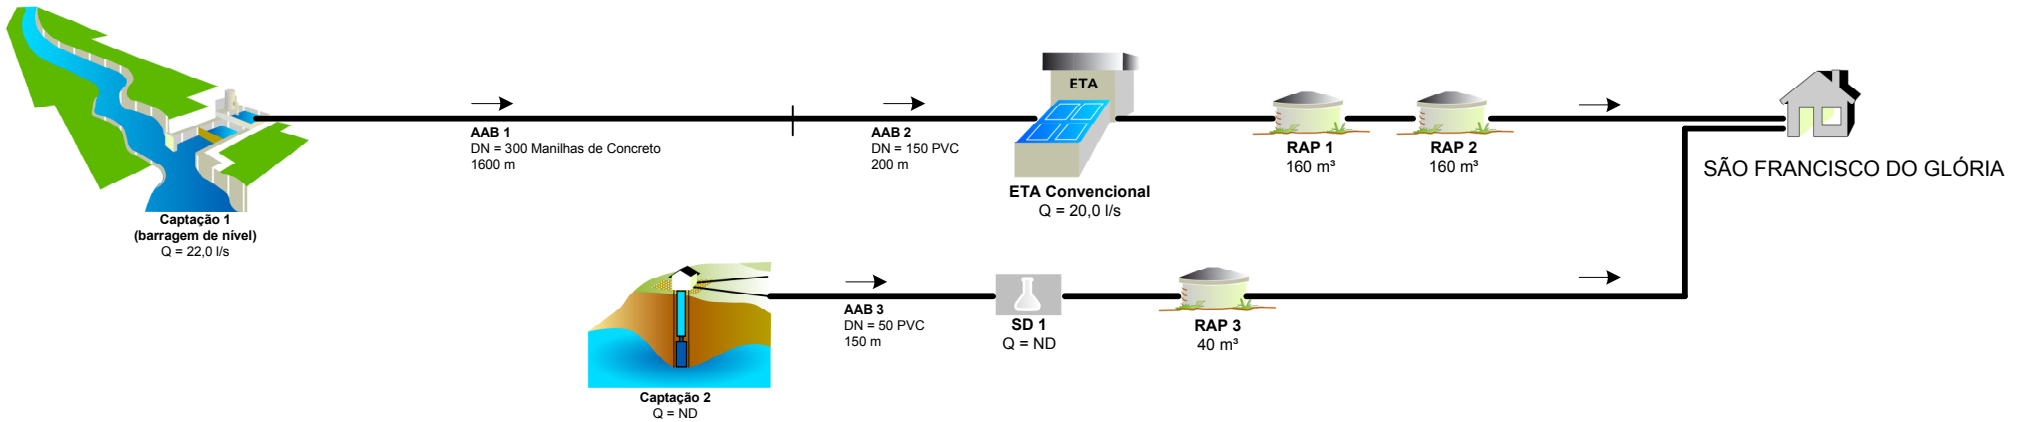 ETA
AAB 1
DN = 300 Manilhas de Concreto
1600 m
AAB 2
DN = 150 PVC
200 m
RAP 1
160 m³
RAP 2
160 m³
SÃO FRANCISCO DO GLÓRIA
ETA Convencional
Q = 20,0 l/s
Captação 1
(barragem de nível)
Q = 22,0 l/s
AAB 3
DN = 50 PVC
150 m
SD 1
Q = ND
RAP 3
40 m³
Captação 2
Q = ND